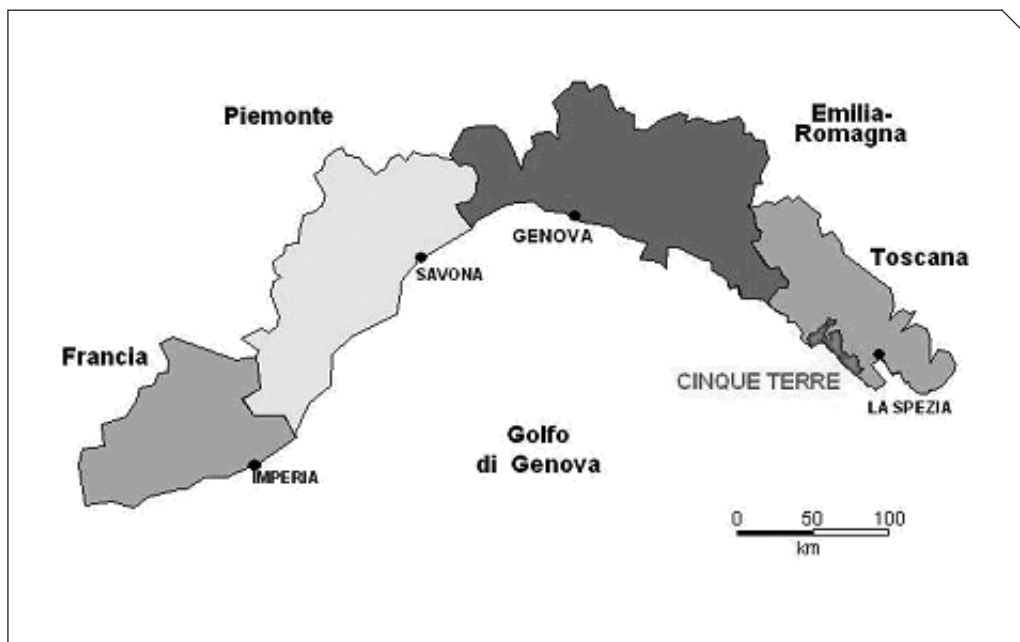 Piemonte
Emilia-
Romagna
GENOVA
Toscana
SAVONA
Francia
CINQUE TERRE
LA SPEZIA
Golfo
di Genova
IMPERIA
0 50 100
km